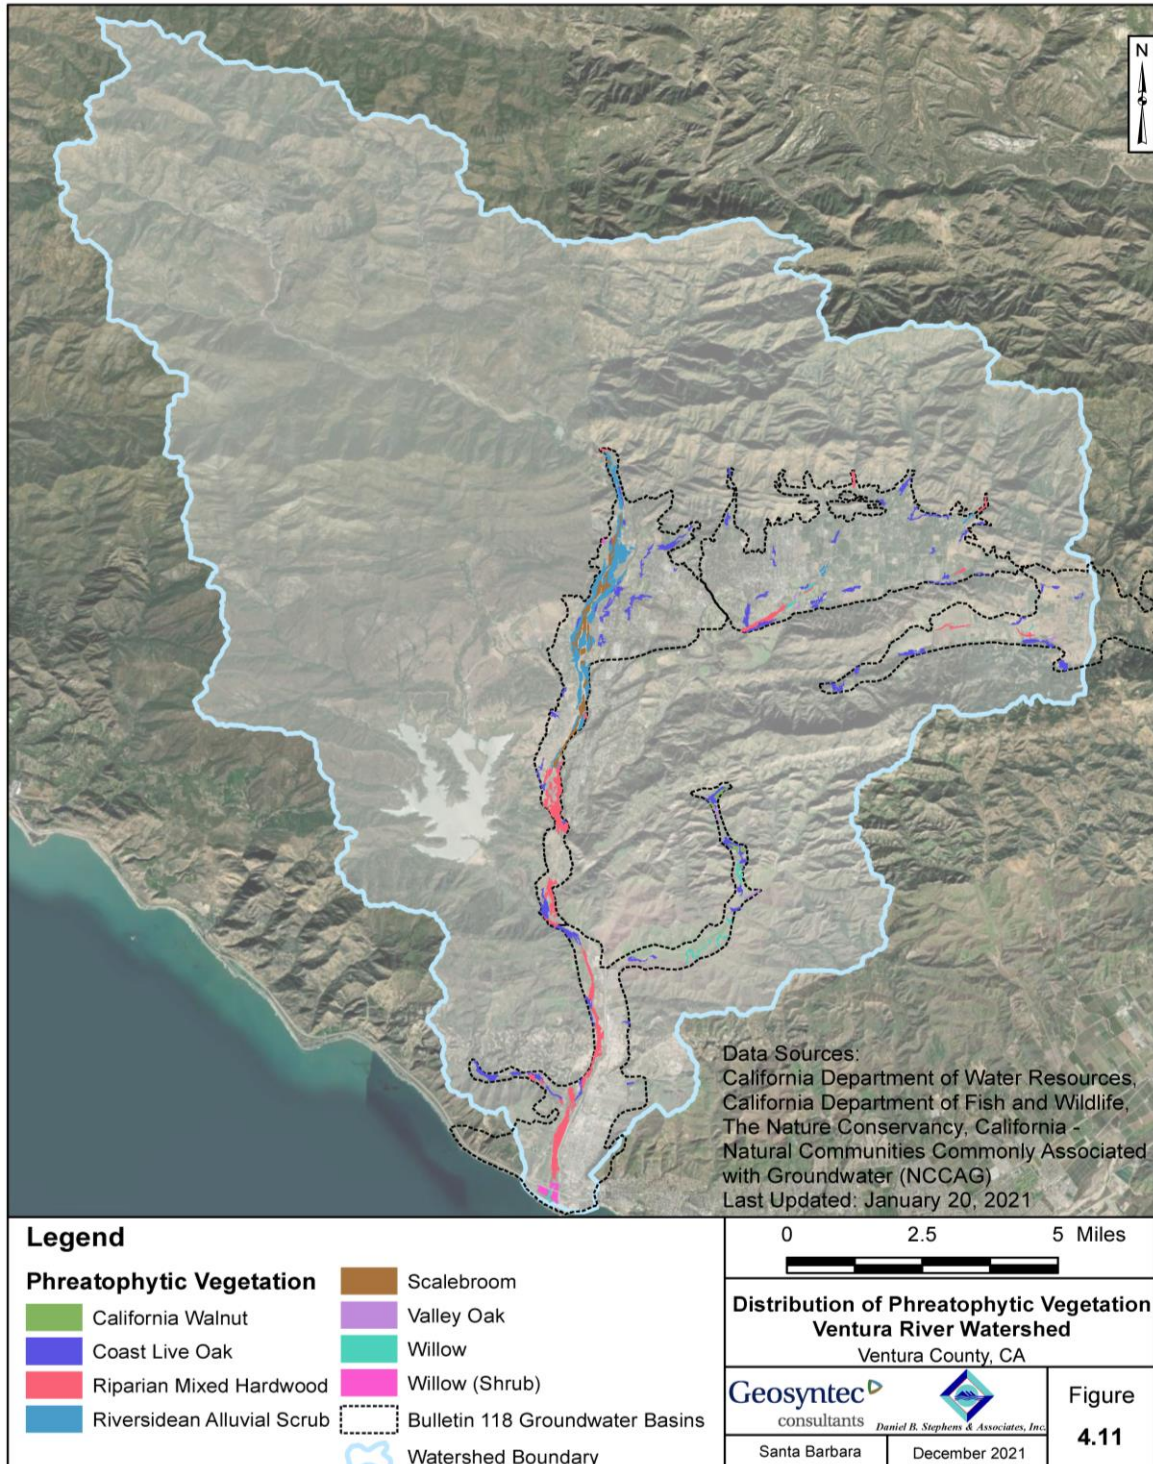 N
Data Sources:
California Department of Water Resources,
California Department of Fish and Wildlife,
The Nature Conservancy, California -
Natural Communities Commonly Associated
with Groundwater (NCCAG)
Last Updated: January 20, 2021
Legend
Phreatophytic Vegetation
California Walnut
Coast Live Oak
Riparian Mixed Hardwood
Riversidean Alluvial Scrub
Scalebroom
Valley Oak
Willow
Willow (Shrub)
Bulletin 118 Groundwater Basins
Watershed Boundary
0 2.5 5 Miles
Distribution of Phreatophytic Vegetation
Ventura River Watershed
Ventura County, CA
Geosyntec
consultants
Daniel B. Stephens & Associates, Inc.
Santa Barbara
December 2021
Figure
4.11